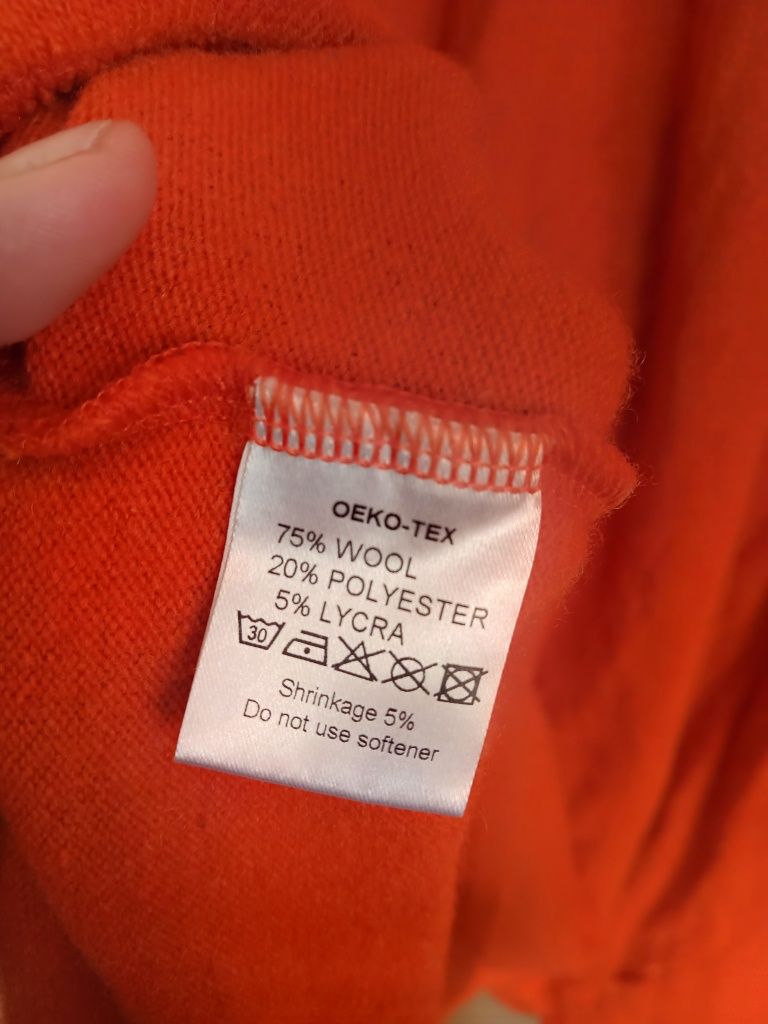 OEKO-TEX
75% WOOL
20% POLYESTER
5% LYCRA
30
Shrinkage 5%
Do not use softener